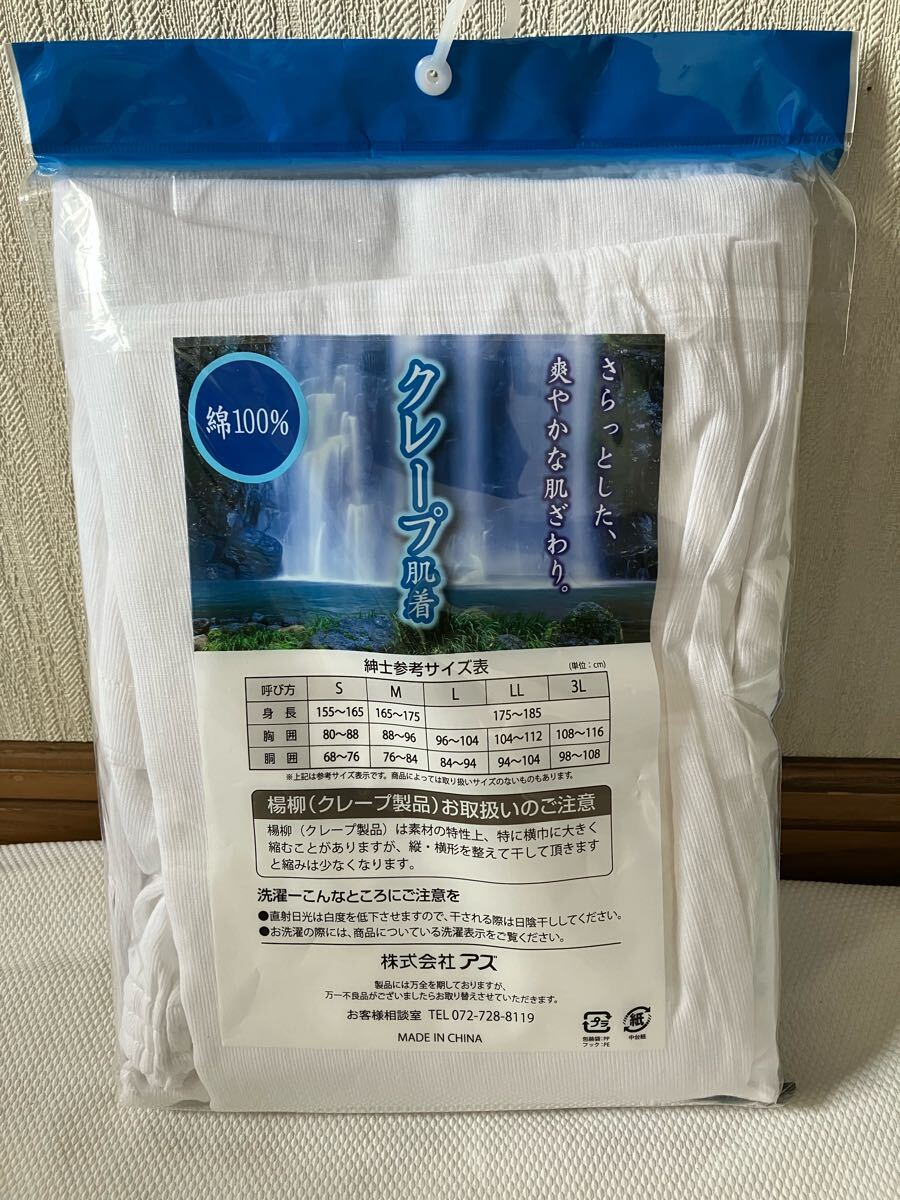 綿100%
クレープ肌着
さらっとした、
爽やかな肌ざわり。
紳士参考サイズ表 (単位:cm)
呼び方 S M L LL 3L
身長 155〜165 165〜175 175〜185
胸囲 80〜88 88〜96 96〜104 104〜112 108〜116
胴囲 68〜76 76〜84 84〜94 94〜104 98〜108
※上記は参考サイズ表示です。商品によっては取り扱いサイズのないものもあります。
楊柳(クレープ製品)お取扱いのご注意
楊柳(クレープ製品)は素材の特性上、特に横巾に大きく
縮むことがありますが、縦・横形を整えて干して頂きます
と縮みは少なくなります。
洗濯ーこんなところにご注意を
●直射日光は白度を低下させますので、干される際は日陰干ししてください。
●お洗濯の際には、商品についている洗濯表示をご覧ください。
株式会社アズ
製品には万全を期しておりますが、
万一不良品がございましたらお取り替えさせていただきます。
お客様相談室 TEL 072-728-8119
MADE IN CHINA
プラ
包装袋:PP
フック:PE
紙
中台紙